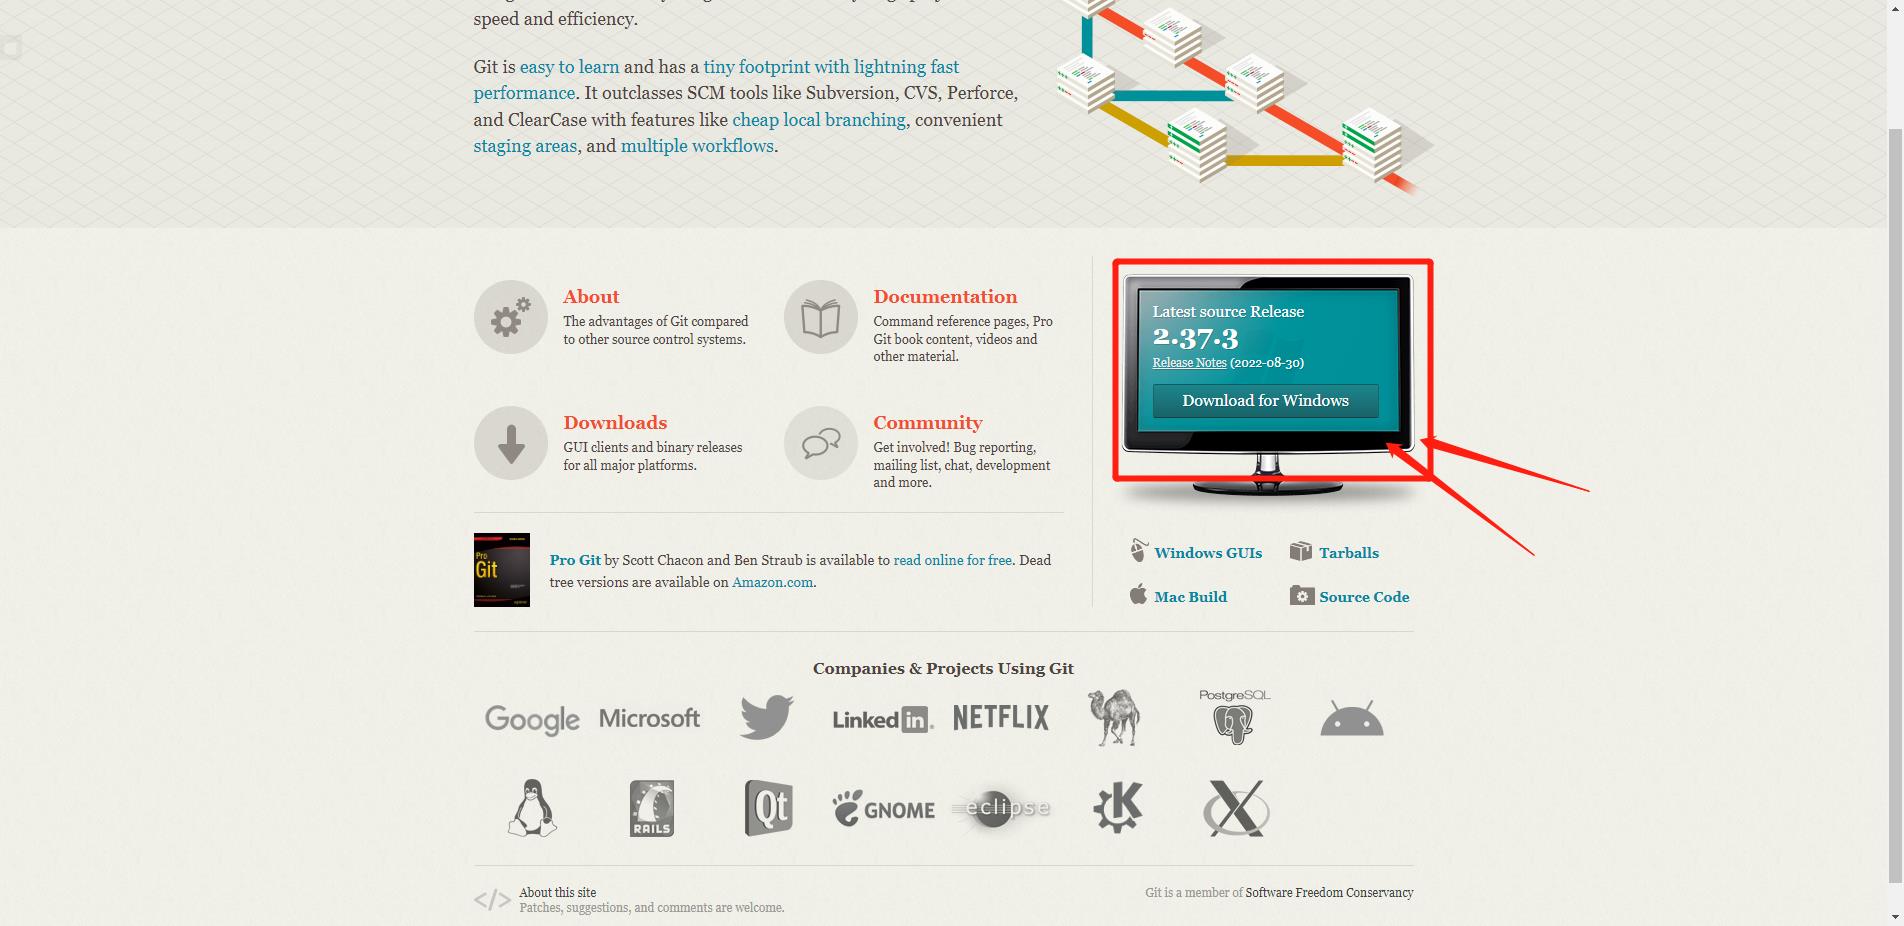 speed and efficiency.
Git is easy to learn and has a tiny footprint with lightning fast
performance. It outclasses SCM tools like Subversion, CVS, Perforce,
and ClearCase with features like cheap local branching, convenient
staging areas, and multiple workflows.
About
The advantages of Git compared
to other source control systems.
Documentation
Command reference pages, Pro
Git book content, videos and
other material.
Downloads
GUI clients and binary releases
for all major platforms.
Community
Get involved! Bug reporting,
mailing list, chat, development
and more.
Latest source Release
2.37.3
Release Notes (2022-08-30)
Download for Windows
Pro
Git
Pro Git by Scott Chacon and Ben Straub is available to read online for free. Dead
tree versions are available on Amazon.com.
Windows GUIs
Tarballs
Mac Build
Source Code
Companies & Projects Using Git
Google
Microsoft
Linked in
NETFLIX
PostgreSQL
RAILS
Qt
GNOME
eclipse
K
X
</>
About this site
Patches, suggestions, and comments are welcome.
Git is a member of Software Freedom Conservancy